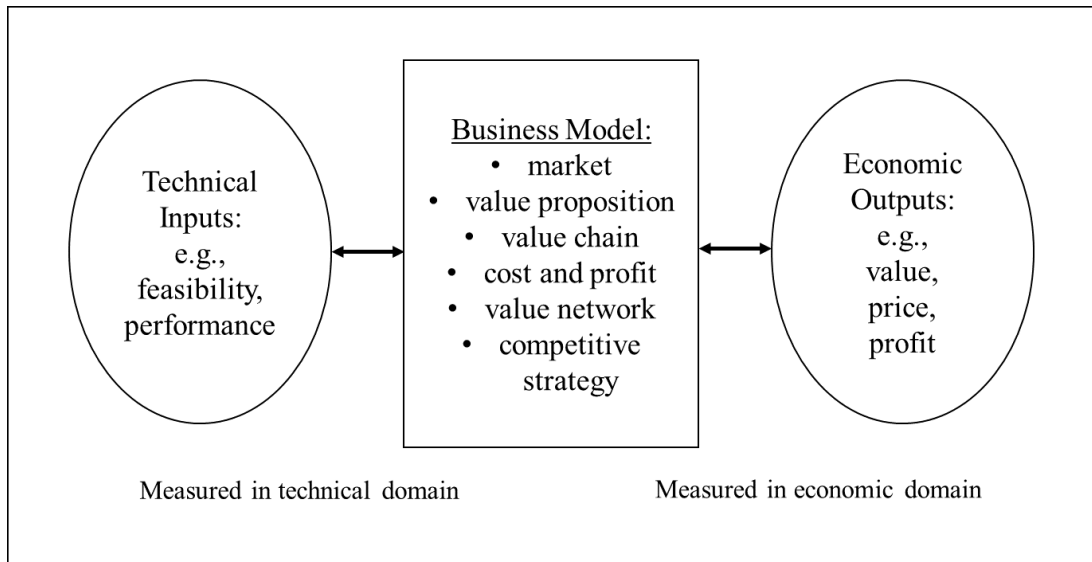 Technical
Inputs:
e.g.,
feasibility,
performance
Business Model:
• market
• value proposition
• value chain
• cost and profit
• value network
• competitive
strategy
Economic
Outputs:
e.g.,
value,
price,
profit
Measured in technical domain
Measured in economic domain